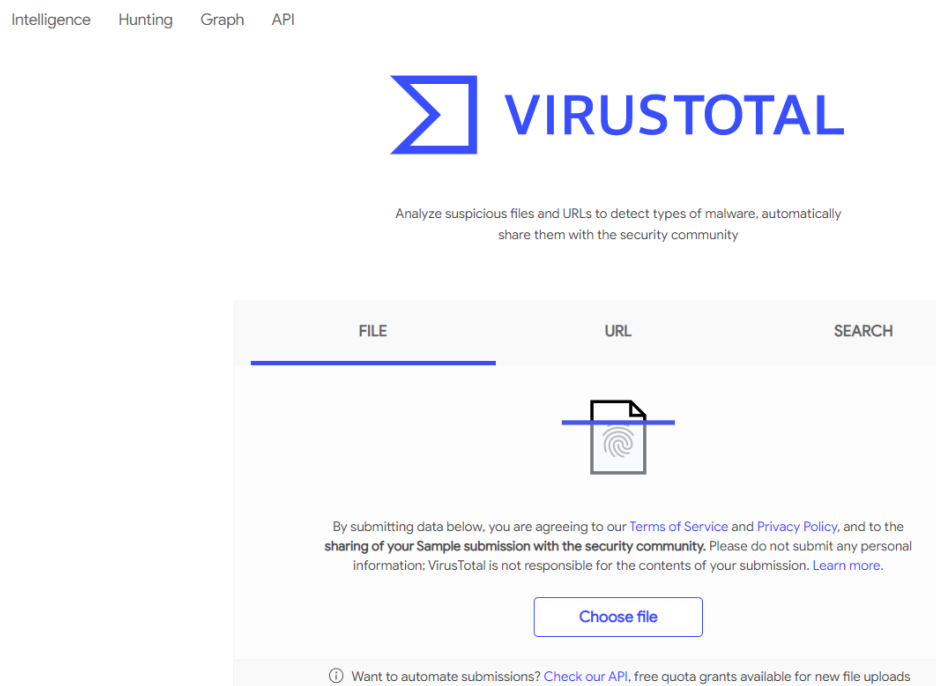 Intelligence Hunting Graph API
VIRUSTOTAL
Analyze suspicious files and URLs to detect types of malware, automatically
share them with the security community
FILE URL SEARCH
By submitting data below, you are agreeing to our Terms of Service and Privacy Policy, and to the
sharing of your Sample submission with the security community. Please do not submit any personal
information; VirusTotal is not responsible for the contents of your submission. Learn more.
Choose file
Want to automate submissions? Check our API, free quota grants available for new file uploads